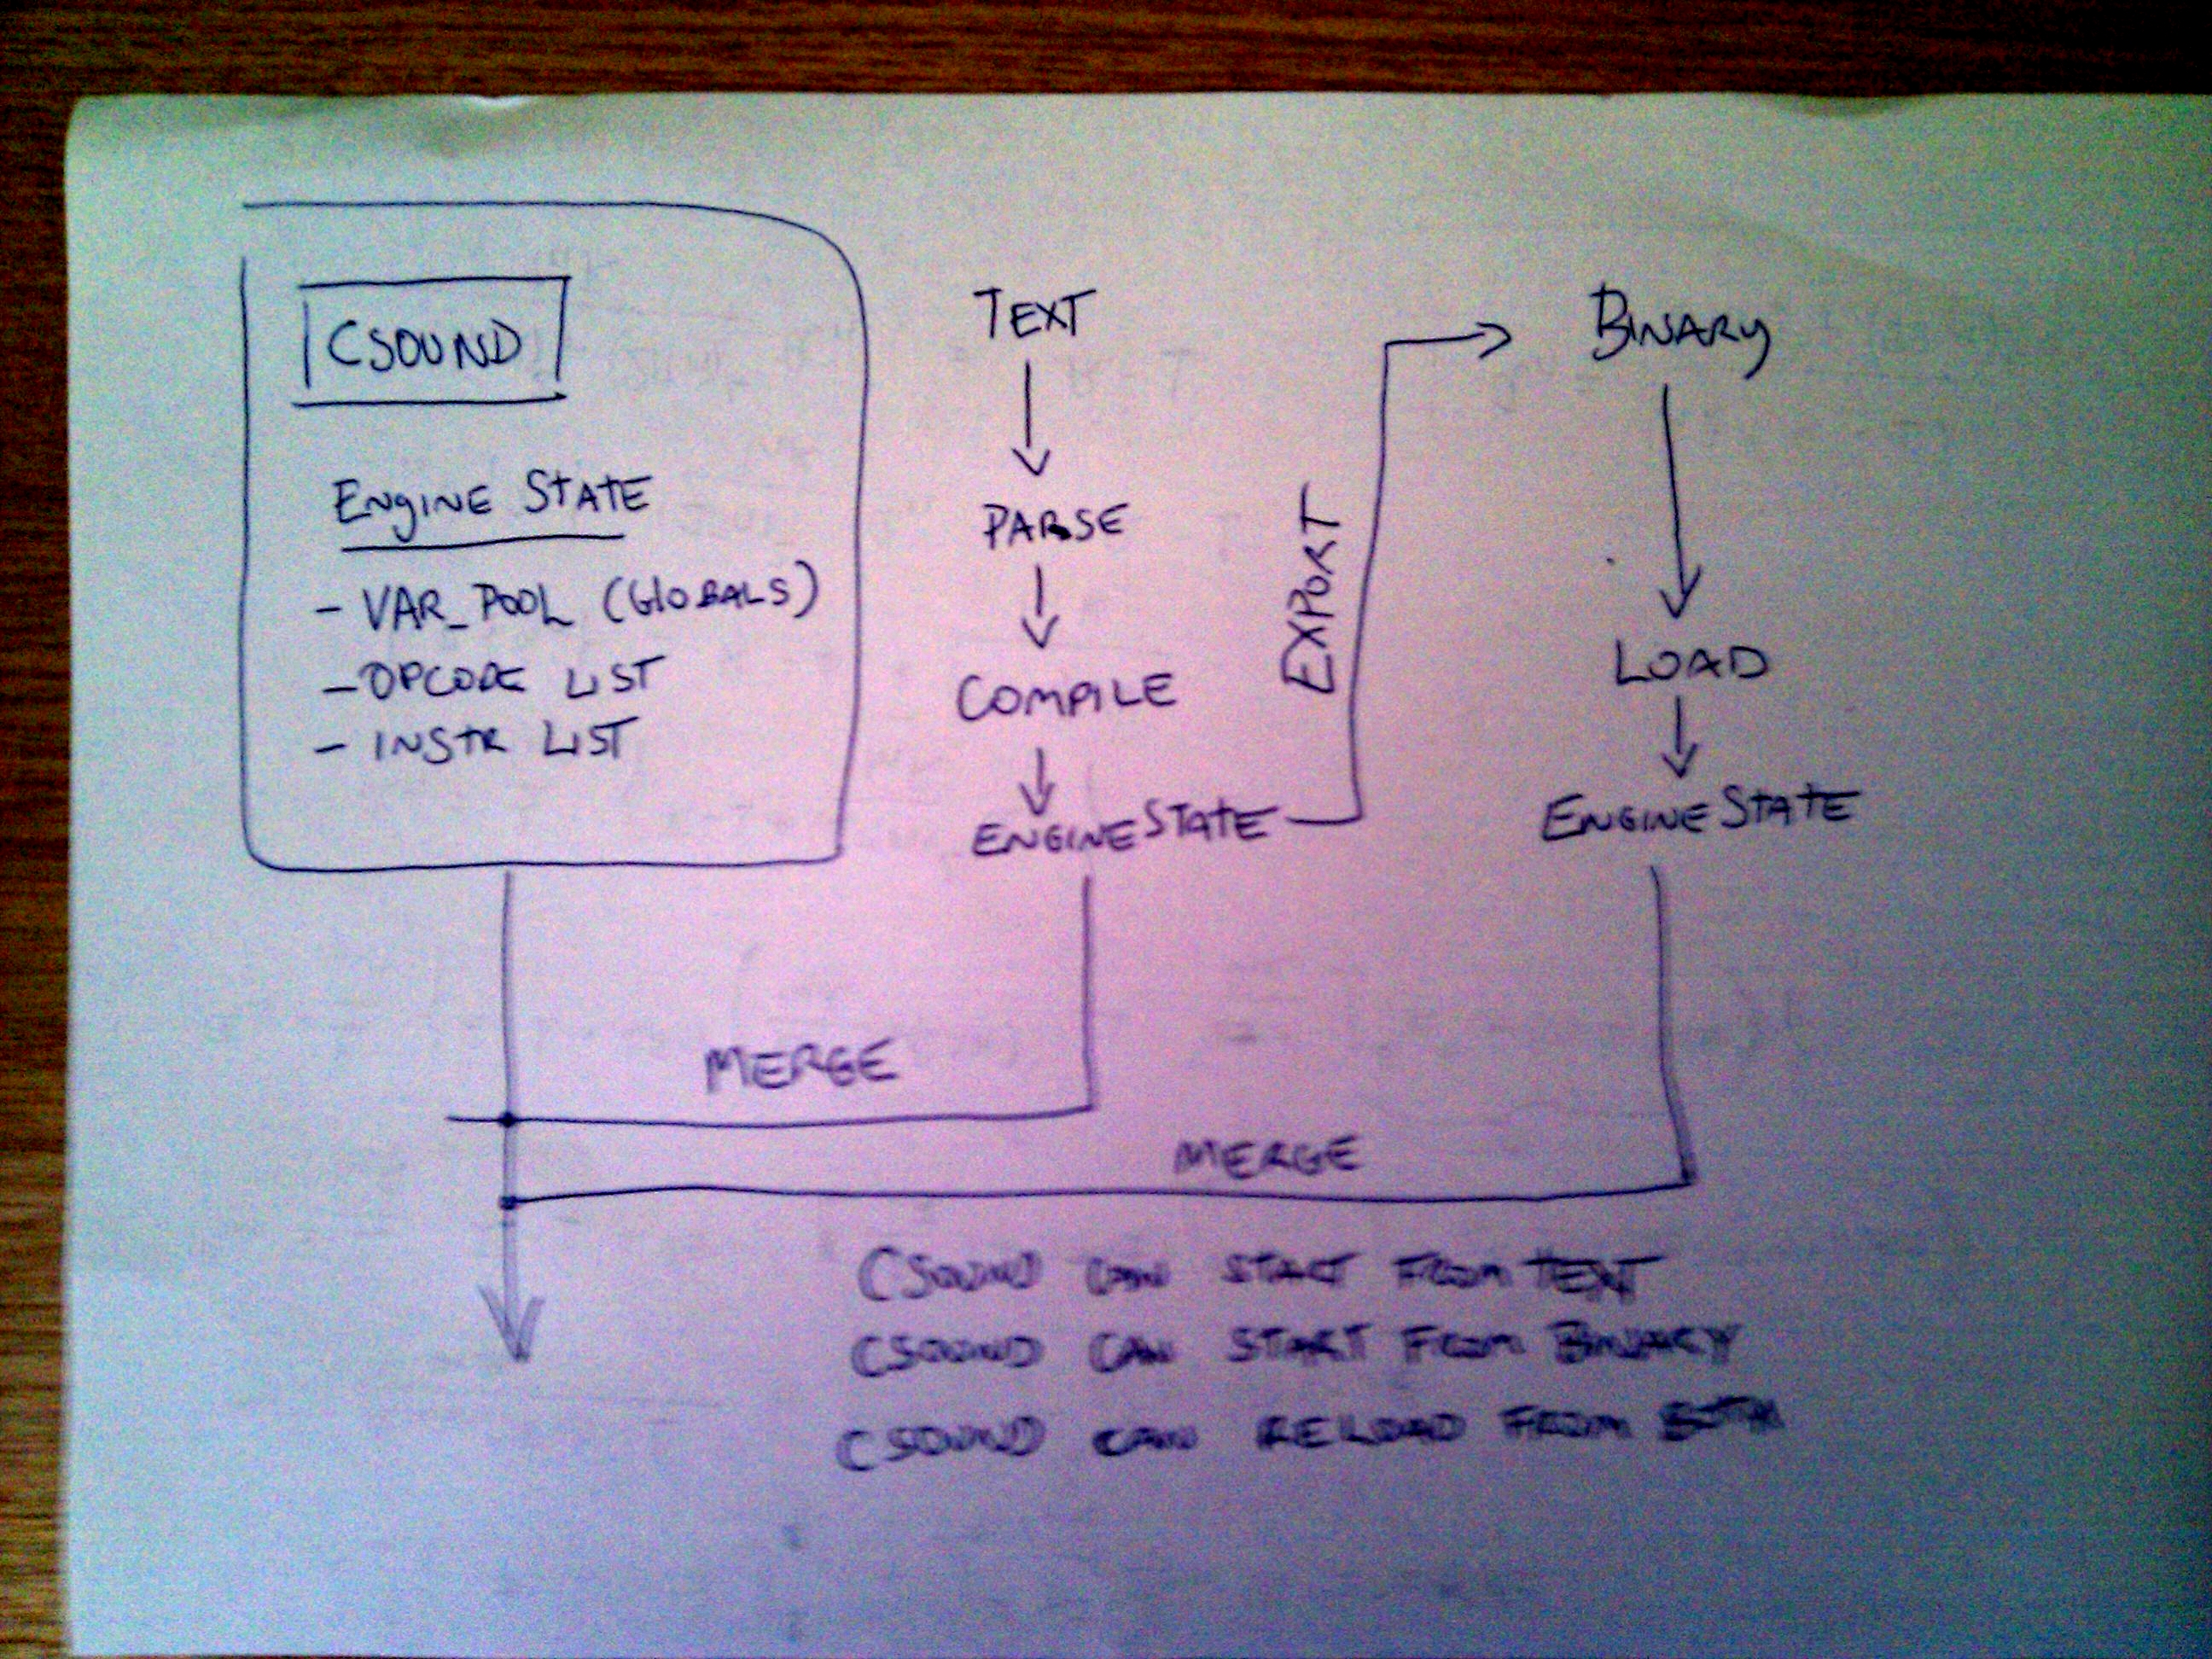 CSOUND
ENGINE STATE
- VAR_POOL (GLOBALS)
- OPCODE LIST
- INSTR LIST
TEXT
PARSE
COMPILE
ENGINE STATE
EXPORT
BINARY
LOAD
ENGINE STATE
MERGE
MERGE
CSOUND CAN START FROM TEXT
CSOUND CAN START FROM BINARY
CSOUND CAN RELOAD FROM BOTH